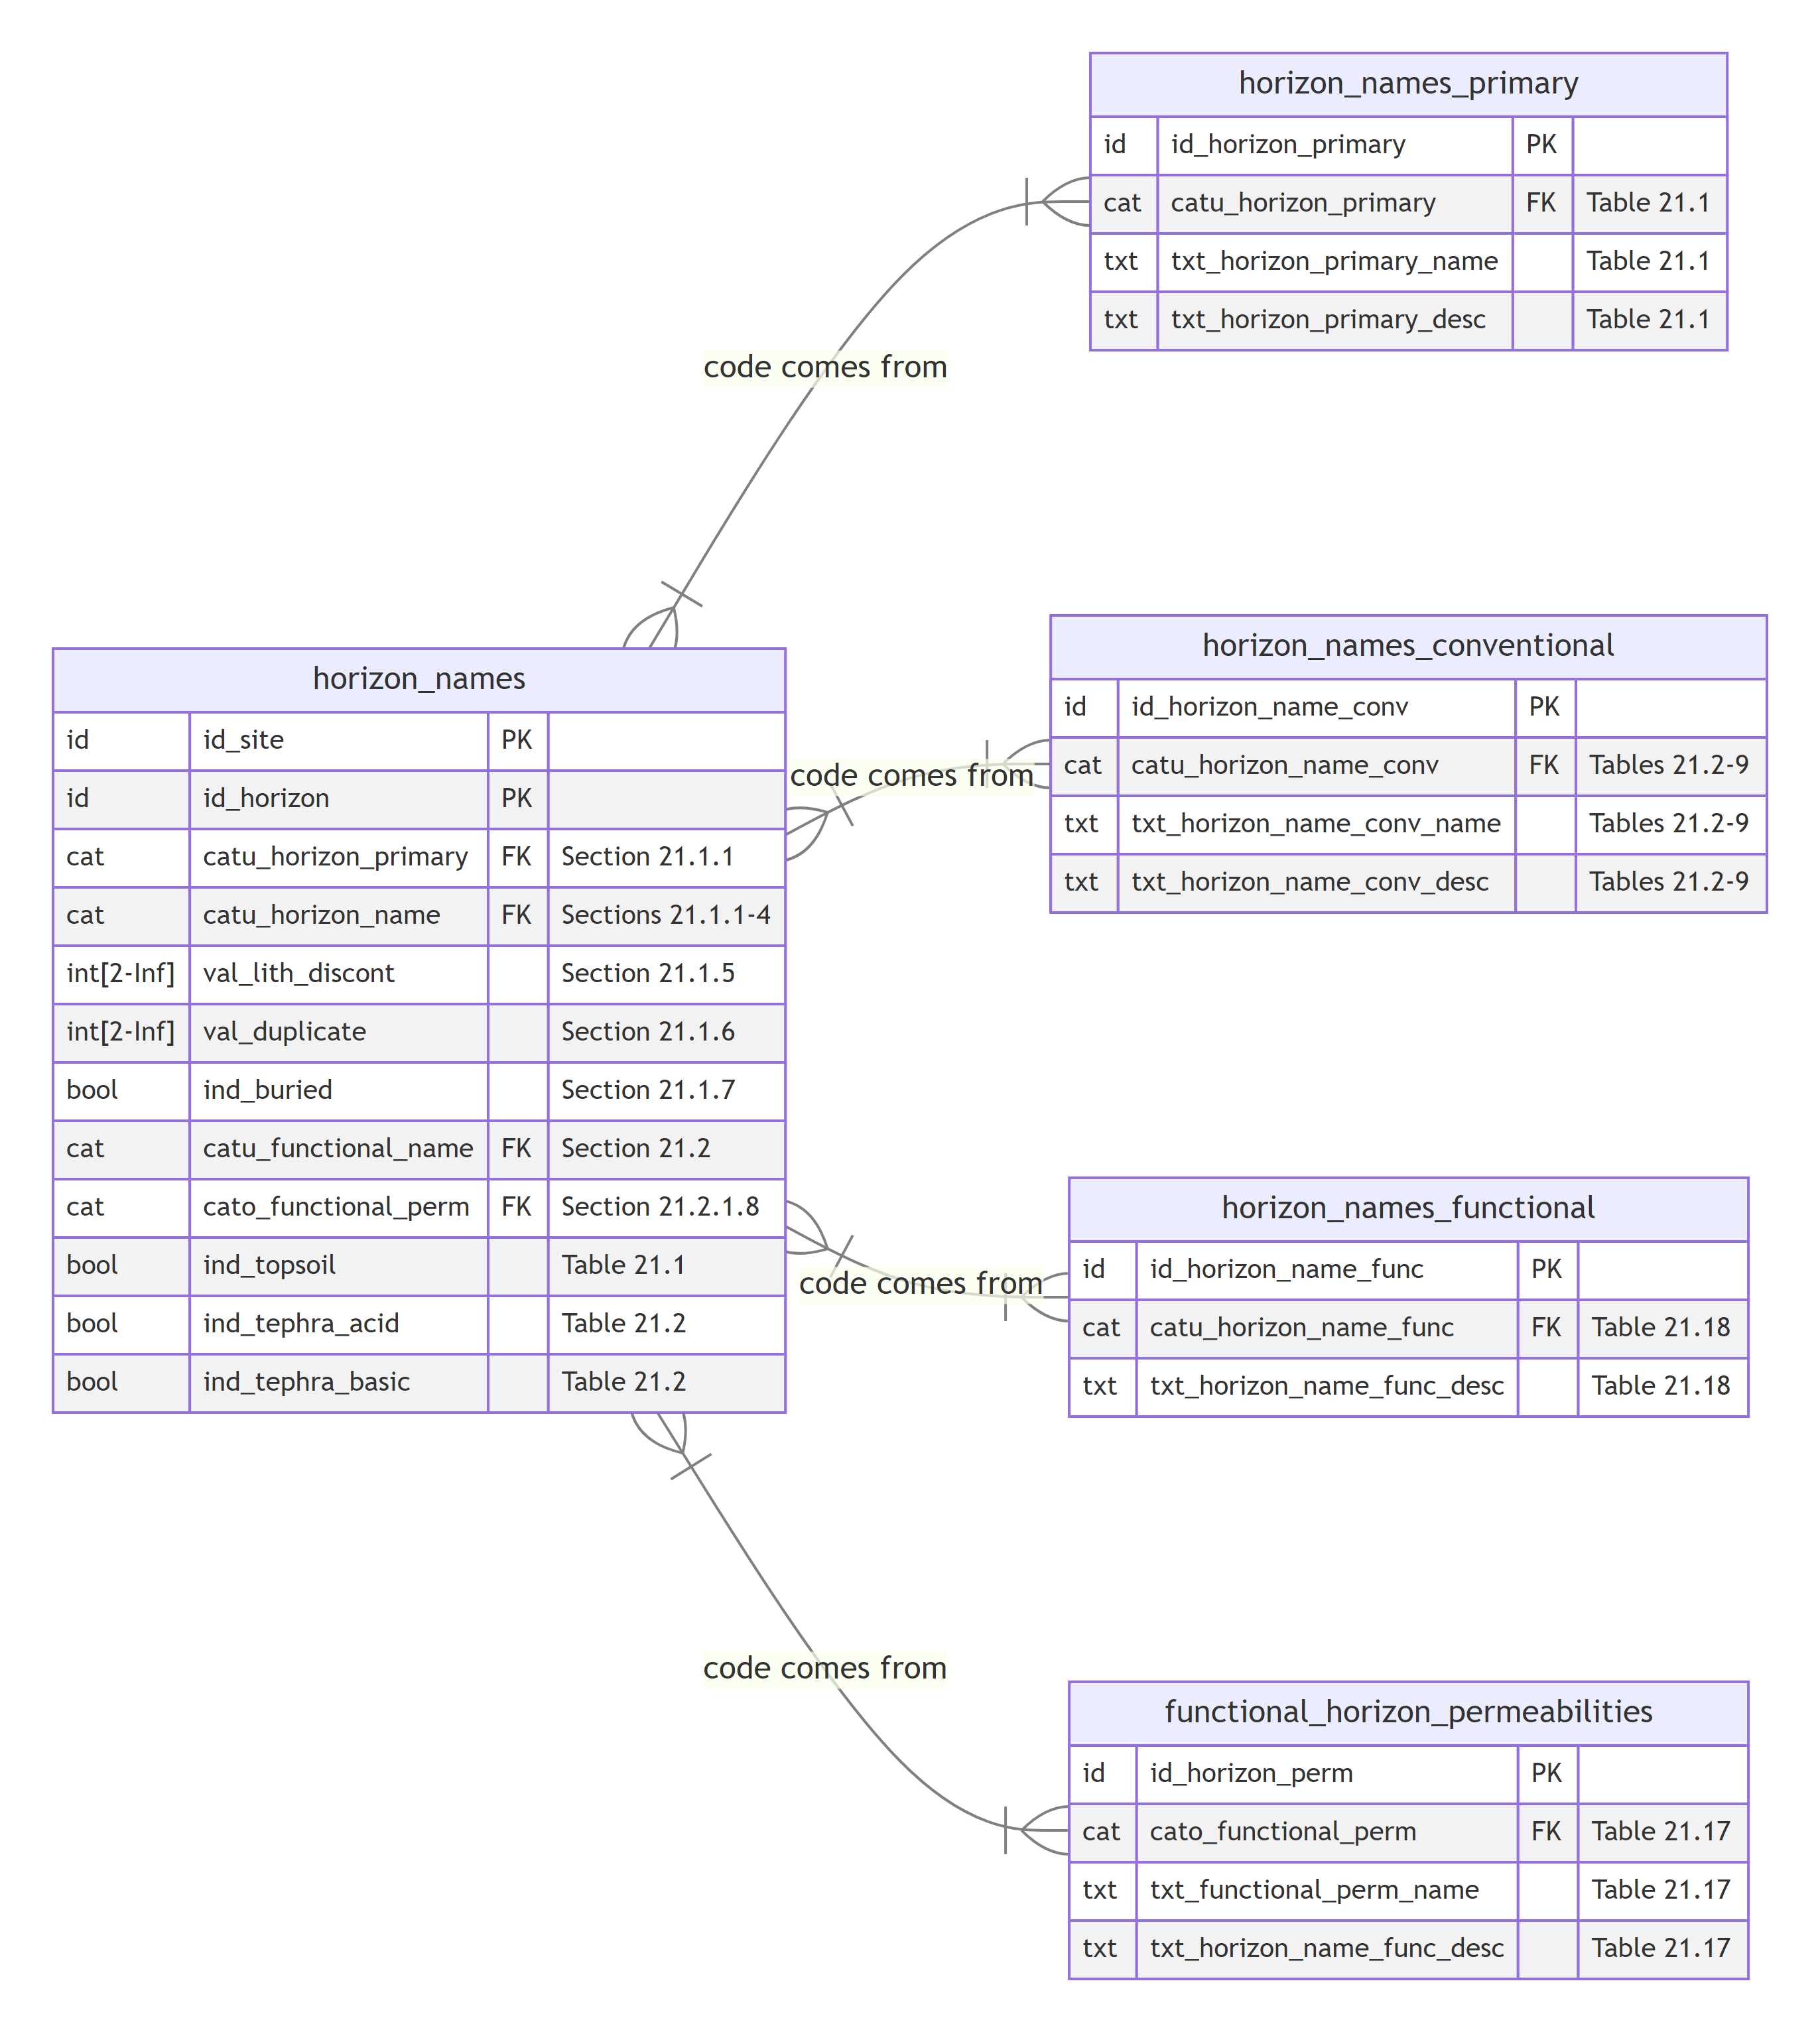 horizon_names_primary
id id_horizon_primary PK
cat catu_horizon_primary FK Table 21.1
txt txt_horizon_primary_name Table 21.1
txt txt_horizon_primary_desc Table 21.1
code comes from
horizon_names_conventional
id id_horizon_name_conv PK
cat catu_horizon_name_conv FK Tables 21.2-9
txt txt_horizon_name_conv_name Tables 21.2-9
txt txt_horizon_name_conv_desc Tables 21.2-9
code comes from
horizon_names
id id_site PK
id id_horizon PK
cat catu_horizon_primary FK Section 21.1.1
cat catu_horizon_name FK Sections 21.1.1-4
int[2-Inf] val_lith_discont Section 21.1.5
int[2-Inf] val_duplicate Section 21.1.6
bool ind_buried Section 21.1.7
cat catu_functional_name FK Section 21.2
cat cato_functional_perm FK Section 21.2.1.8
bool ind_topsoil Table 21.1
bool ind_tephra_acid Table 21.2
bool ind_tephra_basic Table 21.2
code comes from
horizon_names_functional
id id_horizon_name_func PK
cat catu_horizon_name_func FK Table 21.18
txt txt_horizon_name_func_desc Table 21.18
code comes from
functional_horizon_permeabilities
id id_horizon_perm PK
cat cato_functional_perm FK Table 21.17
txt txt_functional_perm_name Table 21.17
txt txt_horizon_name_func_desc Table 21.17